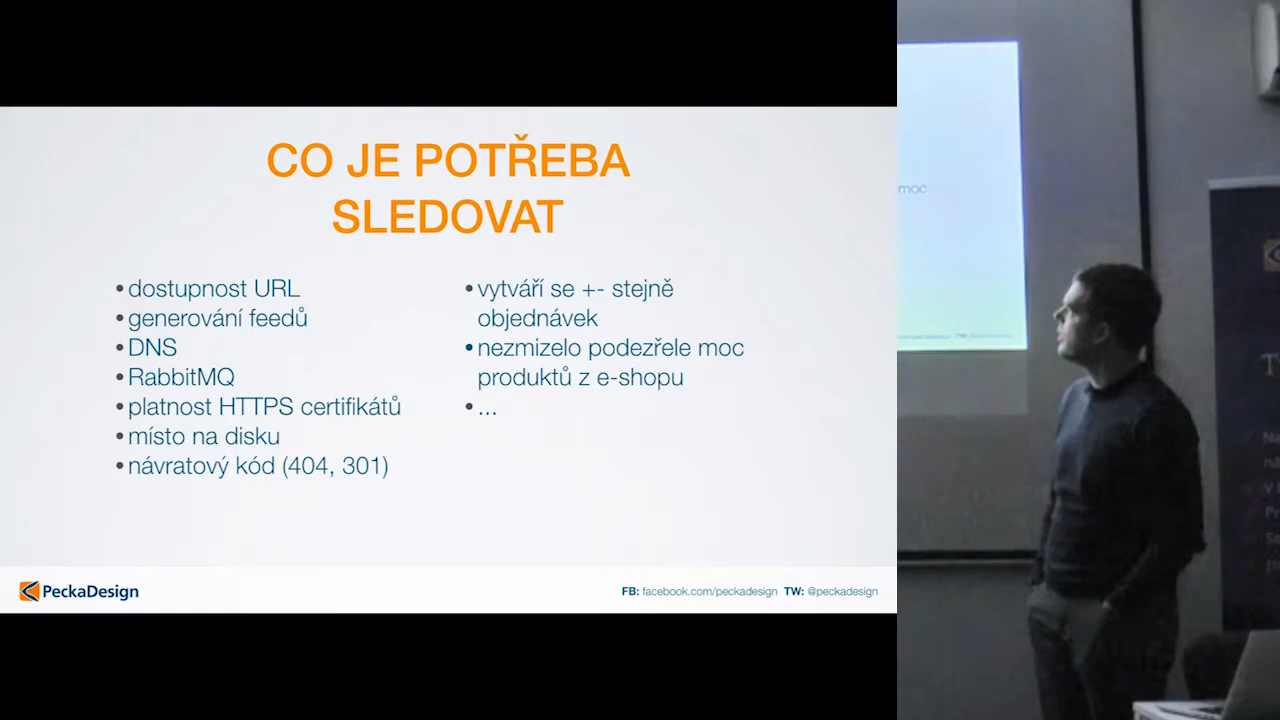 CO JE POTŘEBA
SLEDOVAT
• dostupnost URL
• generování feedů
• DNS
• RabbitMQ
• platnost HTTPS certifikátů
• místo na disku
• návratový kód (404, 301)
• vytváří se +- stejně
objednávek
• nezmizelo podezřele moc
produktů z e-shopu
• ...
PeckaDesign
FB: facebook.com/peckadesign TW: @peckadesign
moc